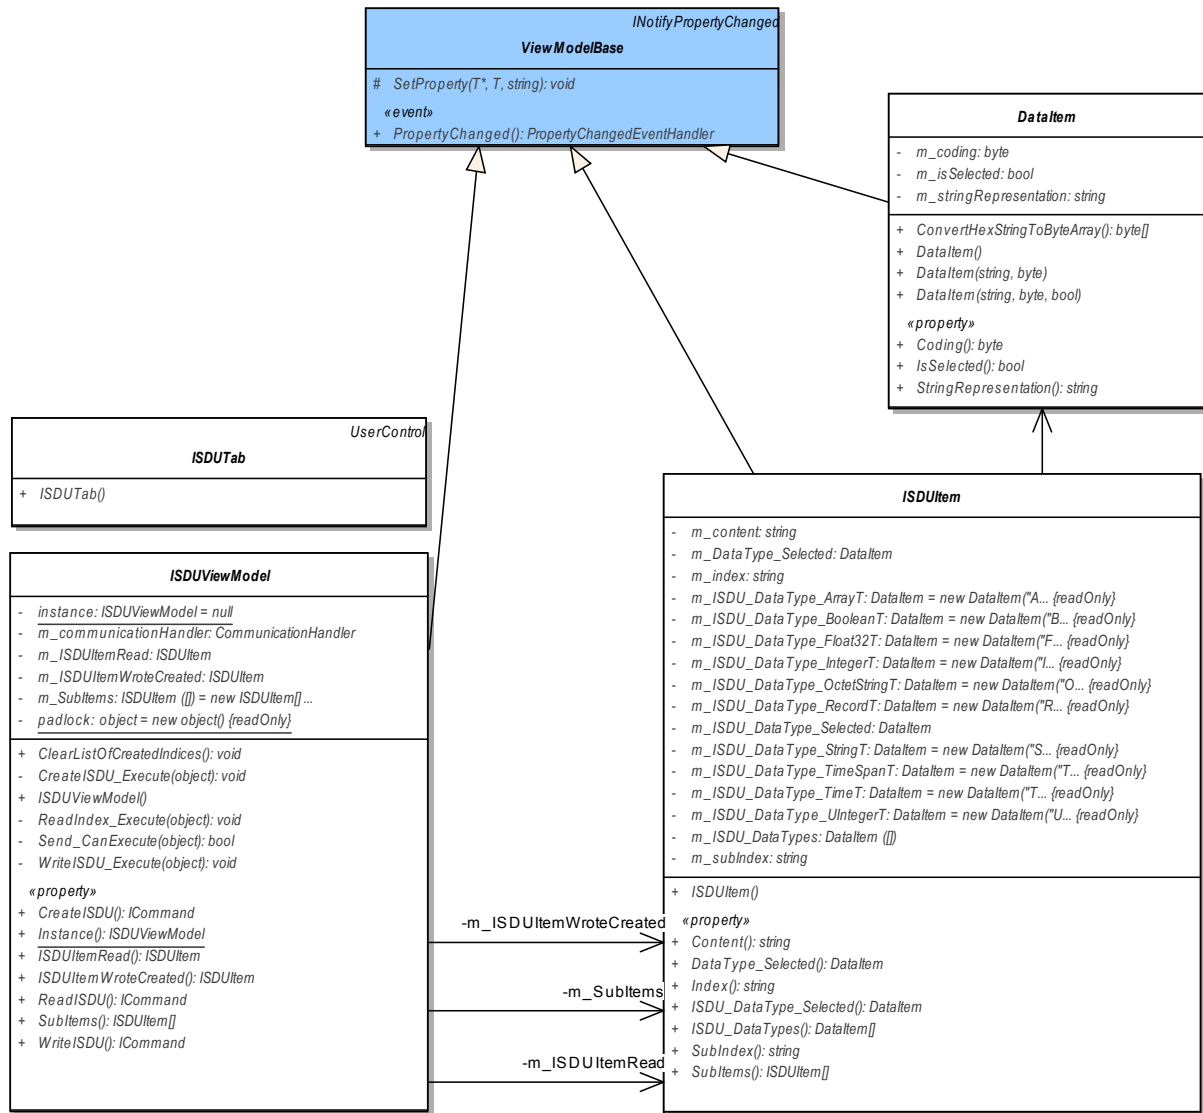 INotifyPropertyChanged
ViewModelBase
# SetProperty(T*, T, string): void
«event»
+ PropertyChanged(): PropertyChangedEventHandler
DataItem
- m_coding: byte
- m_isSelected: bool
- m_stringRepresentation: string
+ ConvertHexStringToByteArray(): byte[]
+ DataItem()
+ DataItem(string, byte)
+ DataItem(string, byte, bool)
«property»
+ Coding(): byte
+ IsSelected(): bool
+ StringRepresentation(): string
UserControl
ISDUTab
+ ISDUTab()
ISDUViewModel
- instance: ISDUViewModel = null
- m_communicationHandler: CommunicationHandler
- m_ISDUItemRead: ISDUItem
- m_ISDUItemWroteCreated: ISDUItem
- m_SubItems: ISDUItem ([]) = new ISDUItem[] ...
- padlock: object = new object() {readOnly}
+ ClearListOfCreatedIndices(): void
- CreateISDU_Execute(object): void
+ ISDUViewModel()
- ReadIndex_Execute(object): void
- Send_CanExecute(object): bool
- WriteISDU_Execute(object): void
«property»
+ CreateISDU(): ICommand
+ Instance(): ISDUViewModel
+ ISDUItemRead(): ISDUItem
+ ISDUItemWroteCreated(): ISDUItem
+ ReadISDU(): ICommand
+ SubItems(): ISDUItem[]
+ WriteISDU(): ICommand
-m_ISDUItemWroteCreated
-m_SubItems
-m_ISDUItemRead
ISDUItem
- m_content: string
- m_DataType_Selected: DataItem
- m_index: string
- m_ISDU_DataType_ArrayT: DataItem = new DataItem("A... {readOnly}
- m_ISDU_DataType_BooleanT: DataItem = new DataItem("B... {readOnly}
- m_ISDU_DataType_Float32T: DataItem = new DataItem("F... {readOnly}
- m_ISDU_DataType_IntegerT: DataItem = new DataItem("I... {readOnly}
- m_ISDU_DataType_OctetStringT: DataItem = new DataItem("O... {readOnly}
- m_ISDU_DataType_RecordT: DataItem = new DataItem("R... {readOnly}
- m_ISDU_DataType_Selected: DataItem
- m_ISDU_DataType_StringT: DataItem = new DataItem("S... {readOnly}
- m_ISDU_DataType_TimeSpanT: DataItem = new DataItem("T... {readOnly}
- m_ISDU_DataType_TimeT: DataItem = new DataItem("T... {readOnly}
- m_ISDU_DataType_UIntegerT: DataItem = new DataItem("U... {readOnly}
- m_ISDU_DataTypes: DataItem ([])
- m_subIndex: string
+ ISDUItem()
«property»
+ Content(): string
+ DataType_Selected(): DataItem
+ Index(): string
+ ISDU_DataType_Selected(): DataItem
+ ISDU_DataTypes(): DataItem[]
+ SubIndex(): string
+ SubItems(): ISDUItem[]